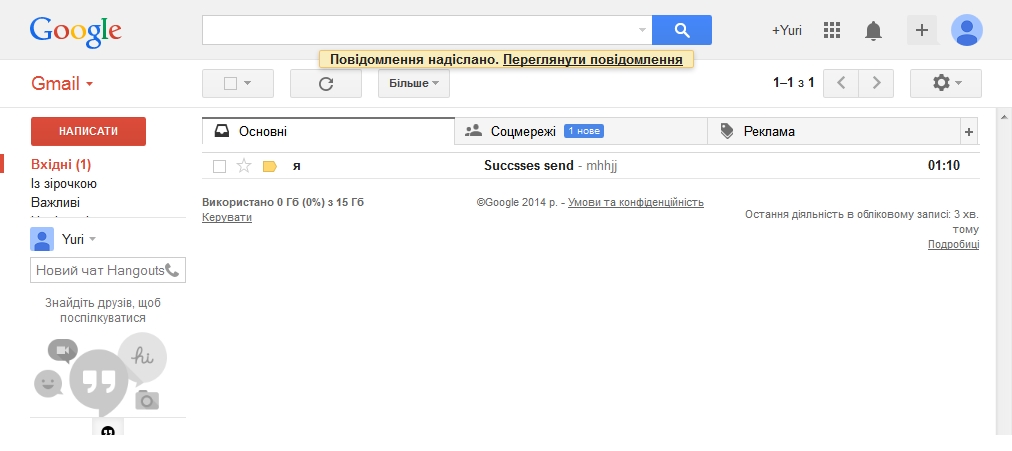 Google
+Yuri
Повідомлення надіслано. Переглянути повідомлення
Gmail
Більше
1–1 з 1
НАПИСАТИ
Основні
Соцмережі
1 нове
Реклама
Вхідні (1)
Із зірочкою
Важливі
я
Succsses send - mhhjj
01:10
Використано 0 Гб (0%) з 15 Гб
Керувати
©Google 2014 р. - Умови та конфіденційність
Остання діяльність в обліковому записі: 3 хв.
тому
Подробиці
Yuri
Новий чат Hangouts
Знайдіть друзів, щоб
поспілкуватися
hi